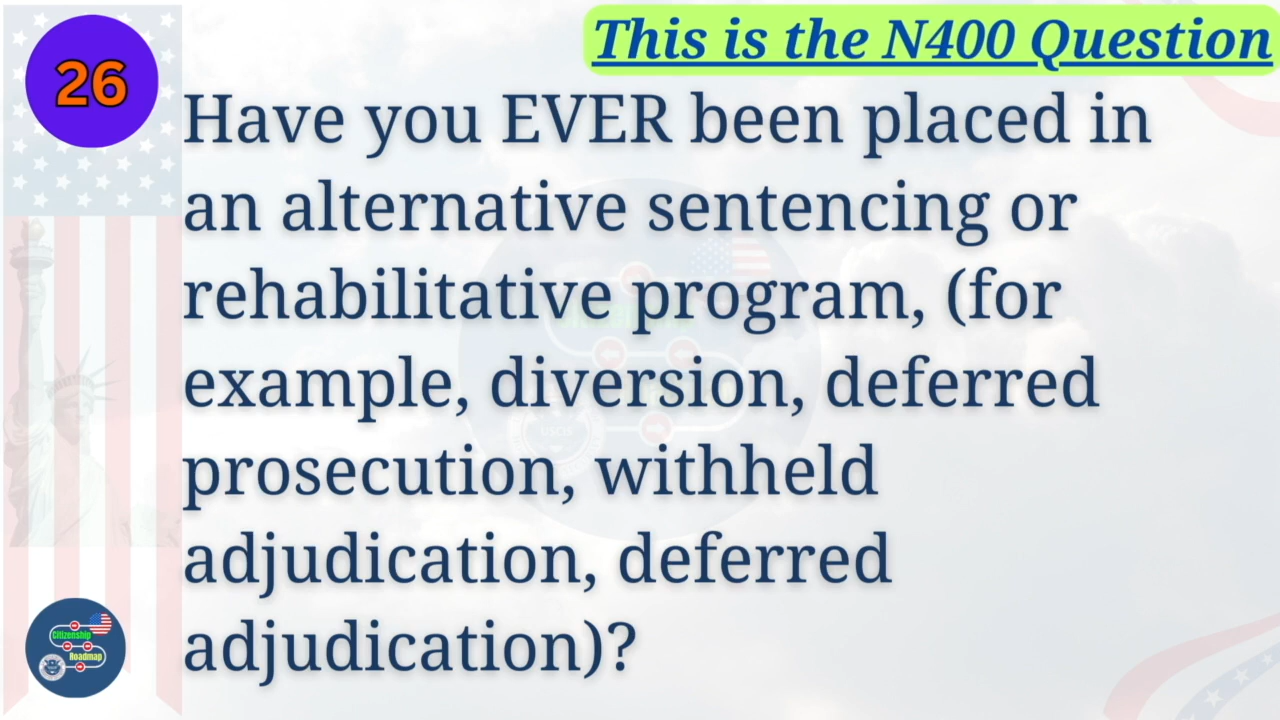 26
This is the N400 Question
Have you EVER been placed in
an alternative sentencing or
rehabilitative program, (for
example, diversion, deferred
prosecution, withheld
adjudication, deferred
adjudication)?
Citizenship
Roadmap